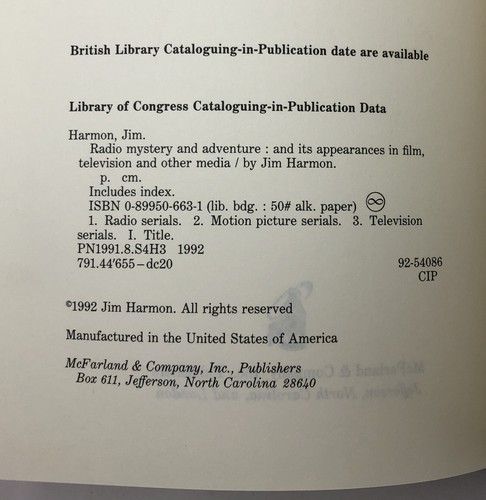 British Library Cataloguing-in-Publication date are available
Library of Congress Cataloguing-in-Publication Data
Harmon, Jim.
Radio mystery and adventure : and its appearances in film,
television and other media / by Jim Harmon.
p. cm.
Includes index.
ISBN 0-89950-663-1 (lib. bdg. : 50# alk. paper) ∞
1. Radio serials. 2. Motion picture serials. 3. Television
serials. I. Title.
PN1991.8.S4H3 1992
791.44'655–dc20 92-54086
CIP
©1992 Jim Harmon. All rights reserved
Manufactured in the United States of America
McFarland & Company, Inc., Publishers
Box 611, Jefferson, North Carolina 28640